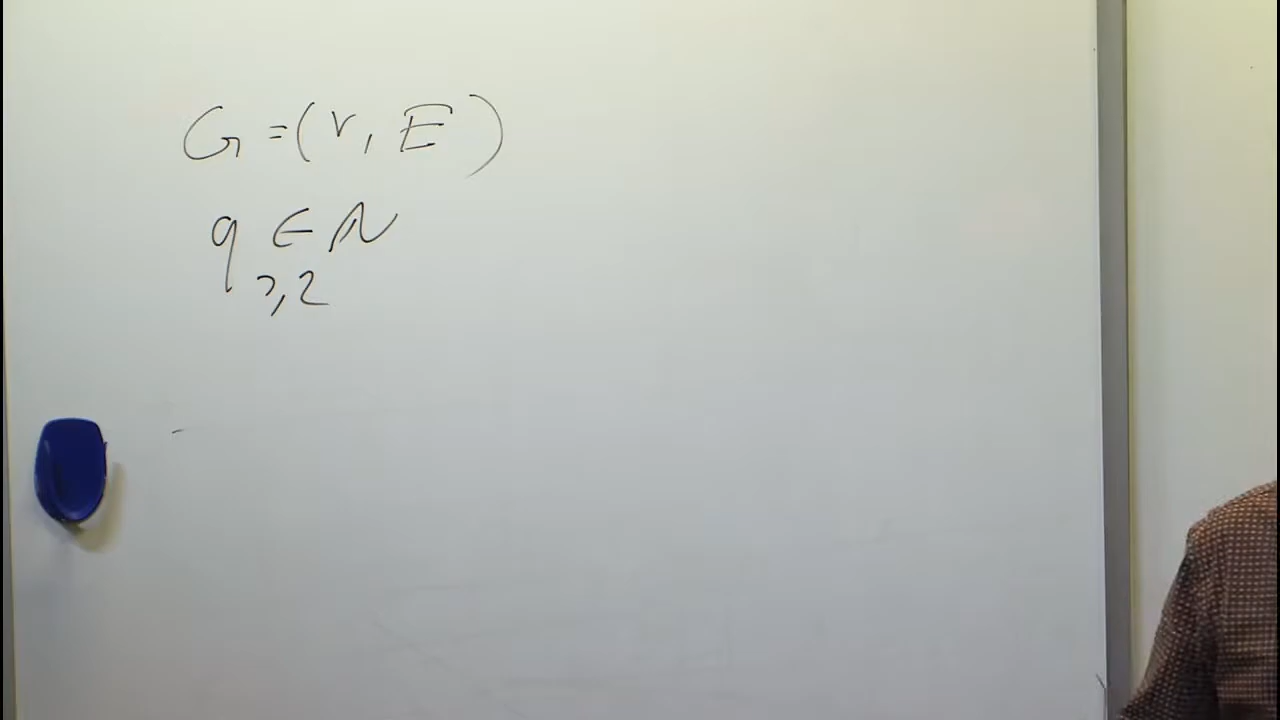 G = (V, E)
q ∈ N
⩾ 2